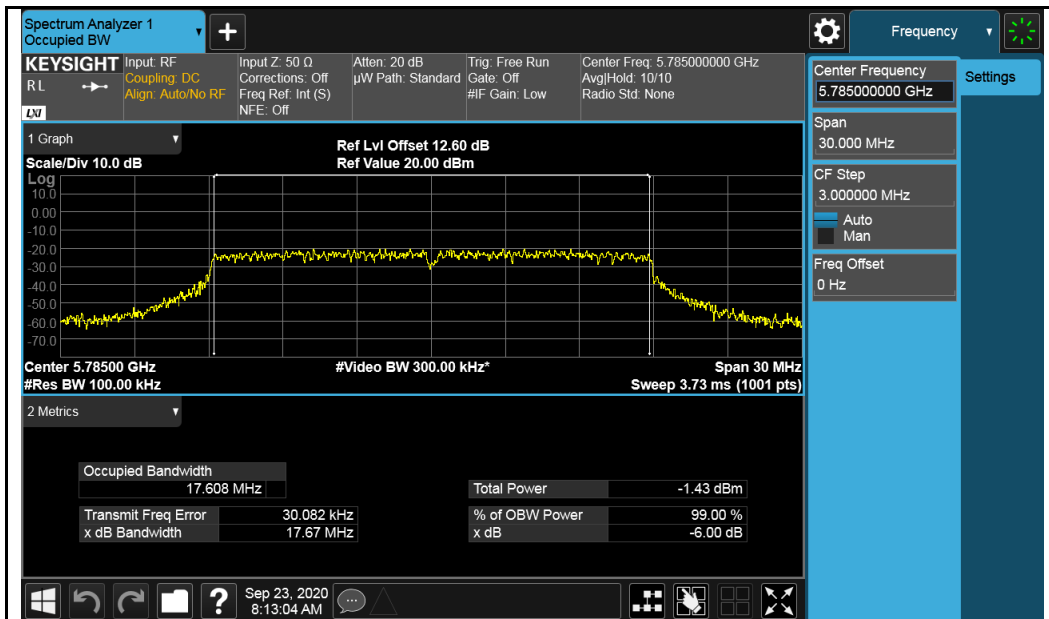 Spectrum Analyzer 1
Occupied BW
Frequency
KEYSIGHT
R L
LXI
Input: RF
Coupling: DC
Align: Auto/No RF
Input Z: 50 Ω
Corrections: Off
Freq Ref: Int (S)
NFE: Off
Atten: 20 dB
µW Path: Standard
Trig: Free Run
Gate: Off
#IF Gain: Low
Center Freq: 5.785000000 GHz
Avg|Hold: 10/10
Radio Std: None
Center Frequency
5.785000000 GHz
Settings
Span
30.000 MHz
CF Step
3.000000 MHz
Auto
Man
Freq Offset
0 Hz
1 Graph
Ref Lvl Offset 12.60 dB
Scale/Div 10.0 dB
Ref Value 20.00 dBm
Log
10.0
0.00
-10.0
-20.0
-30.0
-40.0
-50.0
-60.0
-70.0
Center 5.78500 GHz
#Video BW 300.00 kHz*
Span 30 MHz
#Res BW 100.00 kHz
Sweep 3.73 ms (1001 pts)
2 Metrics
Occupied Bandwidth
17.608 MHz
Total Power -1.43 dBm
Transmit Freq Error 30.082 kHz
% of OBW Power 99.00 %
x dB Bandwidth 17.67 MHz
x dB -6.00 dB
?
Sep 23, 2020
8:13:04 AM